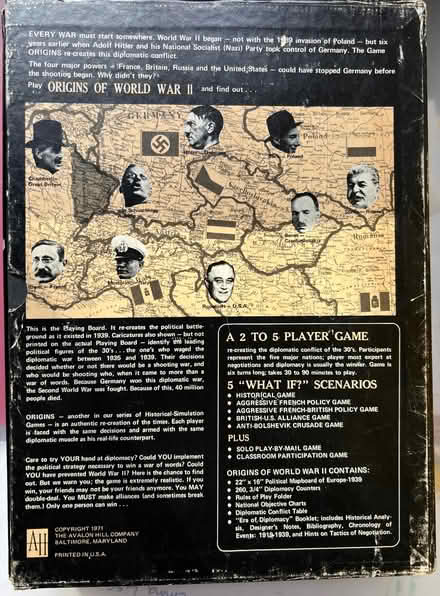 EVERY WAR must start somewhere. World War II began – not with the 1939 invasion of Poland – but six
years earlier when Adolf Hitler and his National Socialist (Nazi) Party took control of Germany. The Game
ORIGINS re-creates this diplomatic conflict.
The four major powers – France, Britain, Russia and the United States – could have stopped Germany before
the shooting began. Why didn't they?
Play ORIGINS OF WORLD WAR II and find out . . .
GERMANY
Poland
Chamberlain-
Great Britain
Czechoslovakia
Rumania
Roosevelt – U.S.A.
This is the Playing Board. It re-creates the political battle-
ground as it existed in 1939. Caricatures also shown – but not
printed on the actual Playing Board – identify the leading
political figures of the 30's . . . the one's who waged the
diplomatic war between 1935 and 1939. Their decisions
decided whether or not there would be a shooting war, and
who would be shooting who, when it came to more than a
war of words. Because Germany won this diplomatic war,
the Second World War was fought. Because of this, 40 million
people died.
ORIGINS – another in our series of Historical-Simulation
Games – is an authentic re-creation of the times. Each player
is faced with the same decisions and armed with the same
diplomatic muscle as his real-life counterpart.
Care to try YOUR hand at diplomacy? Could YOU implement
the political strategy necessary to win a war of words? Could
YOU have prevented World War II? Here is the chance to
find out. But we warn you: the game is extremely realistic. If you
win, your friends may not be your friends anymore. You MAY
double-deal. You MUST make alliances (and sometimes break
them.) Only one person can win . . .
AH
COPYRIGHT 1971
THE AVALON HILL COMPANY
BALTIMORE, MARYLAND
PRINTED IN U.S.A.
A 2 TO 5 PLAYER GAME
re-creating the diplomatic conflict of the 30's. Participants
represent the five major nations; player most expert at
negotiations and diplomacy is usually the winner. Game is
six turns long; takes 30 to 90 minutes to play.
5 "WHAT IF?" SCENARIOS
HISTORICAL GAME
AGGRESSIVE FRENCH POLICY GAME
AGGRESSIVE FRENCH-BRITISH POLICY GAME
BRITISH-U.S. ALLIANCE GAME
ANTI-BOLSHEVIK CRUSADE GAME
PLUS
SOLO PLAY-BY-MAIL GAME
CLASSROOM PARTICIPATION GAME
ORIGINS OF WORLD WAR II CONTAINS:
22" x 16" Political Mapboard of Europe-1939
260, 3/4" Diplomacy Counters
Rules of Play Folder
National Objective Charts
Diplomatic Conflict Table
"Era of Diplomacy" Booklet; includes Historical Analy-
sis, Designer's Notes, Bibliography, Chronology of
Events: 1919-1939, and Hints on Tactics of Negotiation.